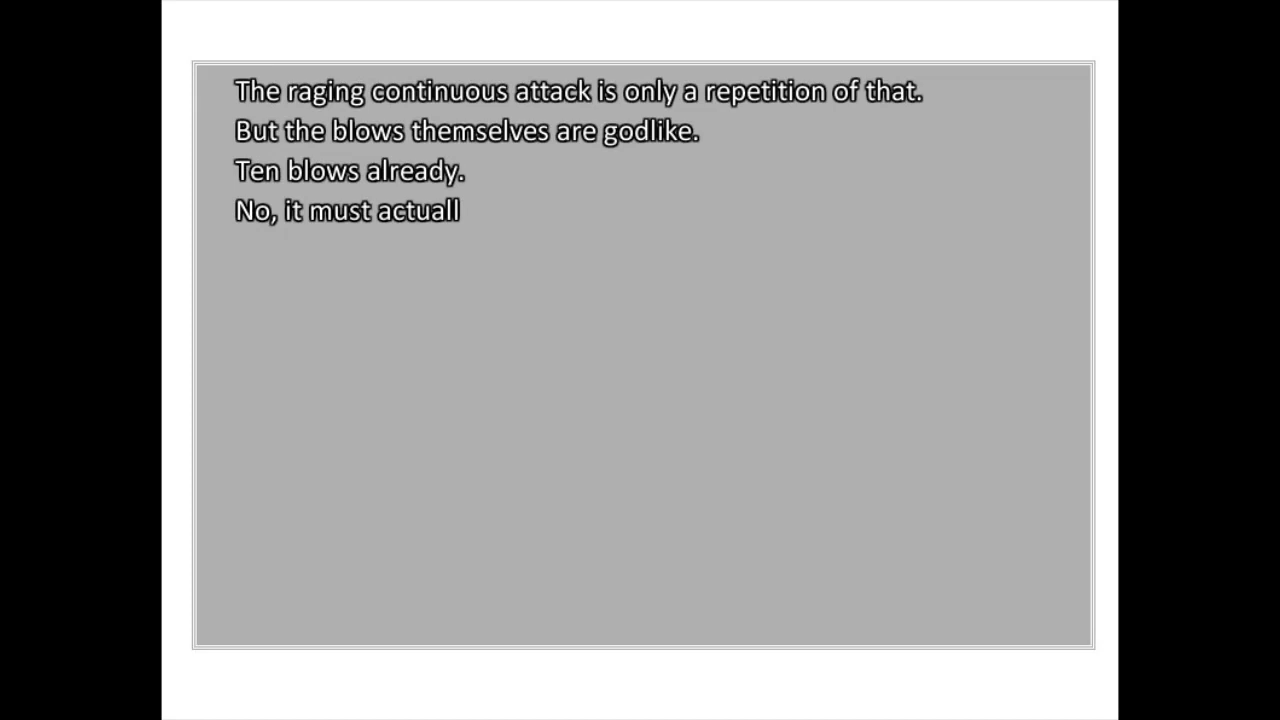 The raging continuous attack is only a repetition of that.
But the blows themselves are godlike.
Ten blows already.
No, it must actuall